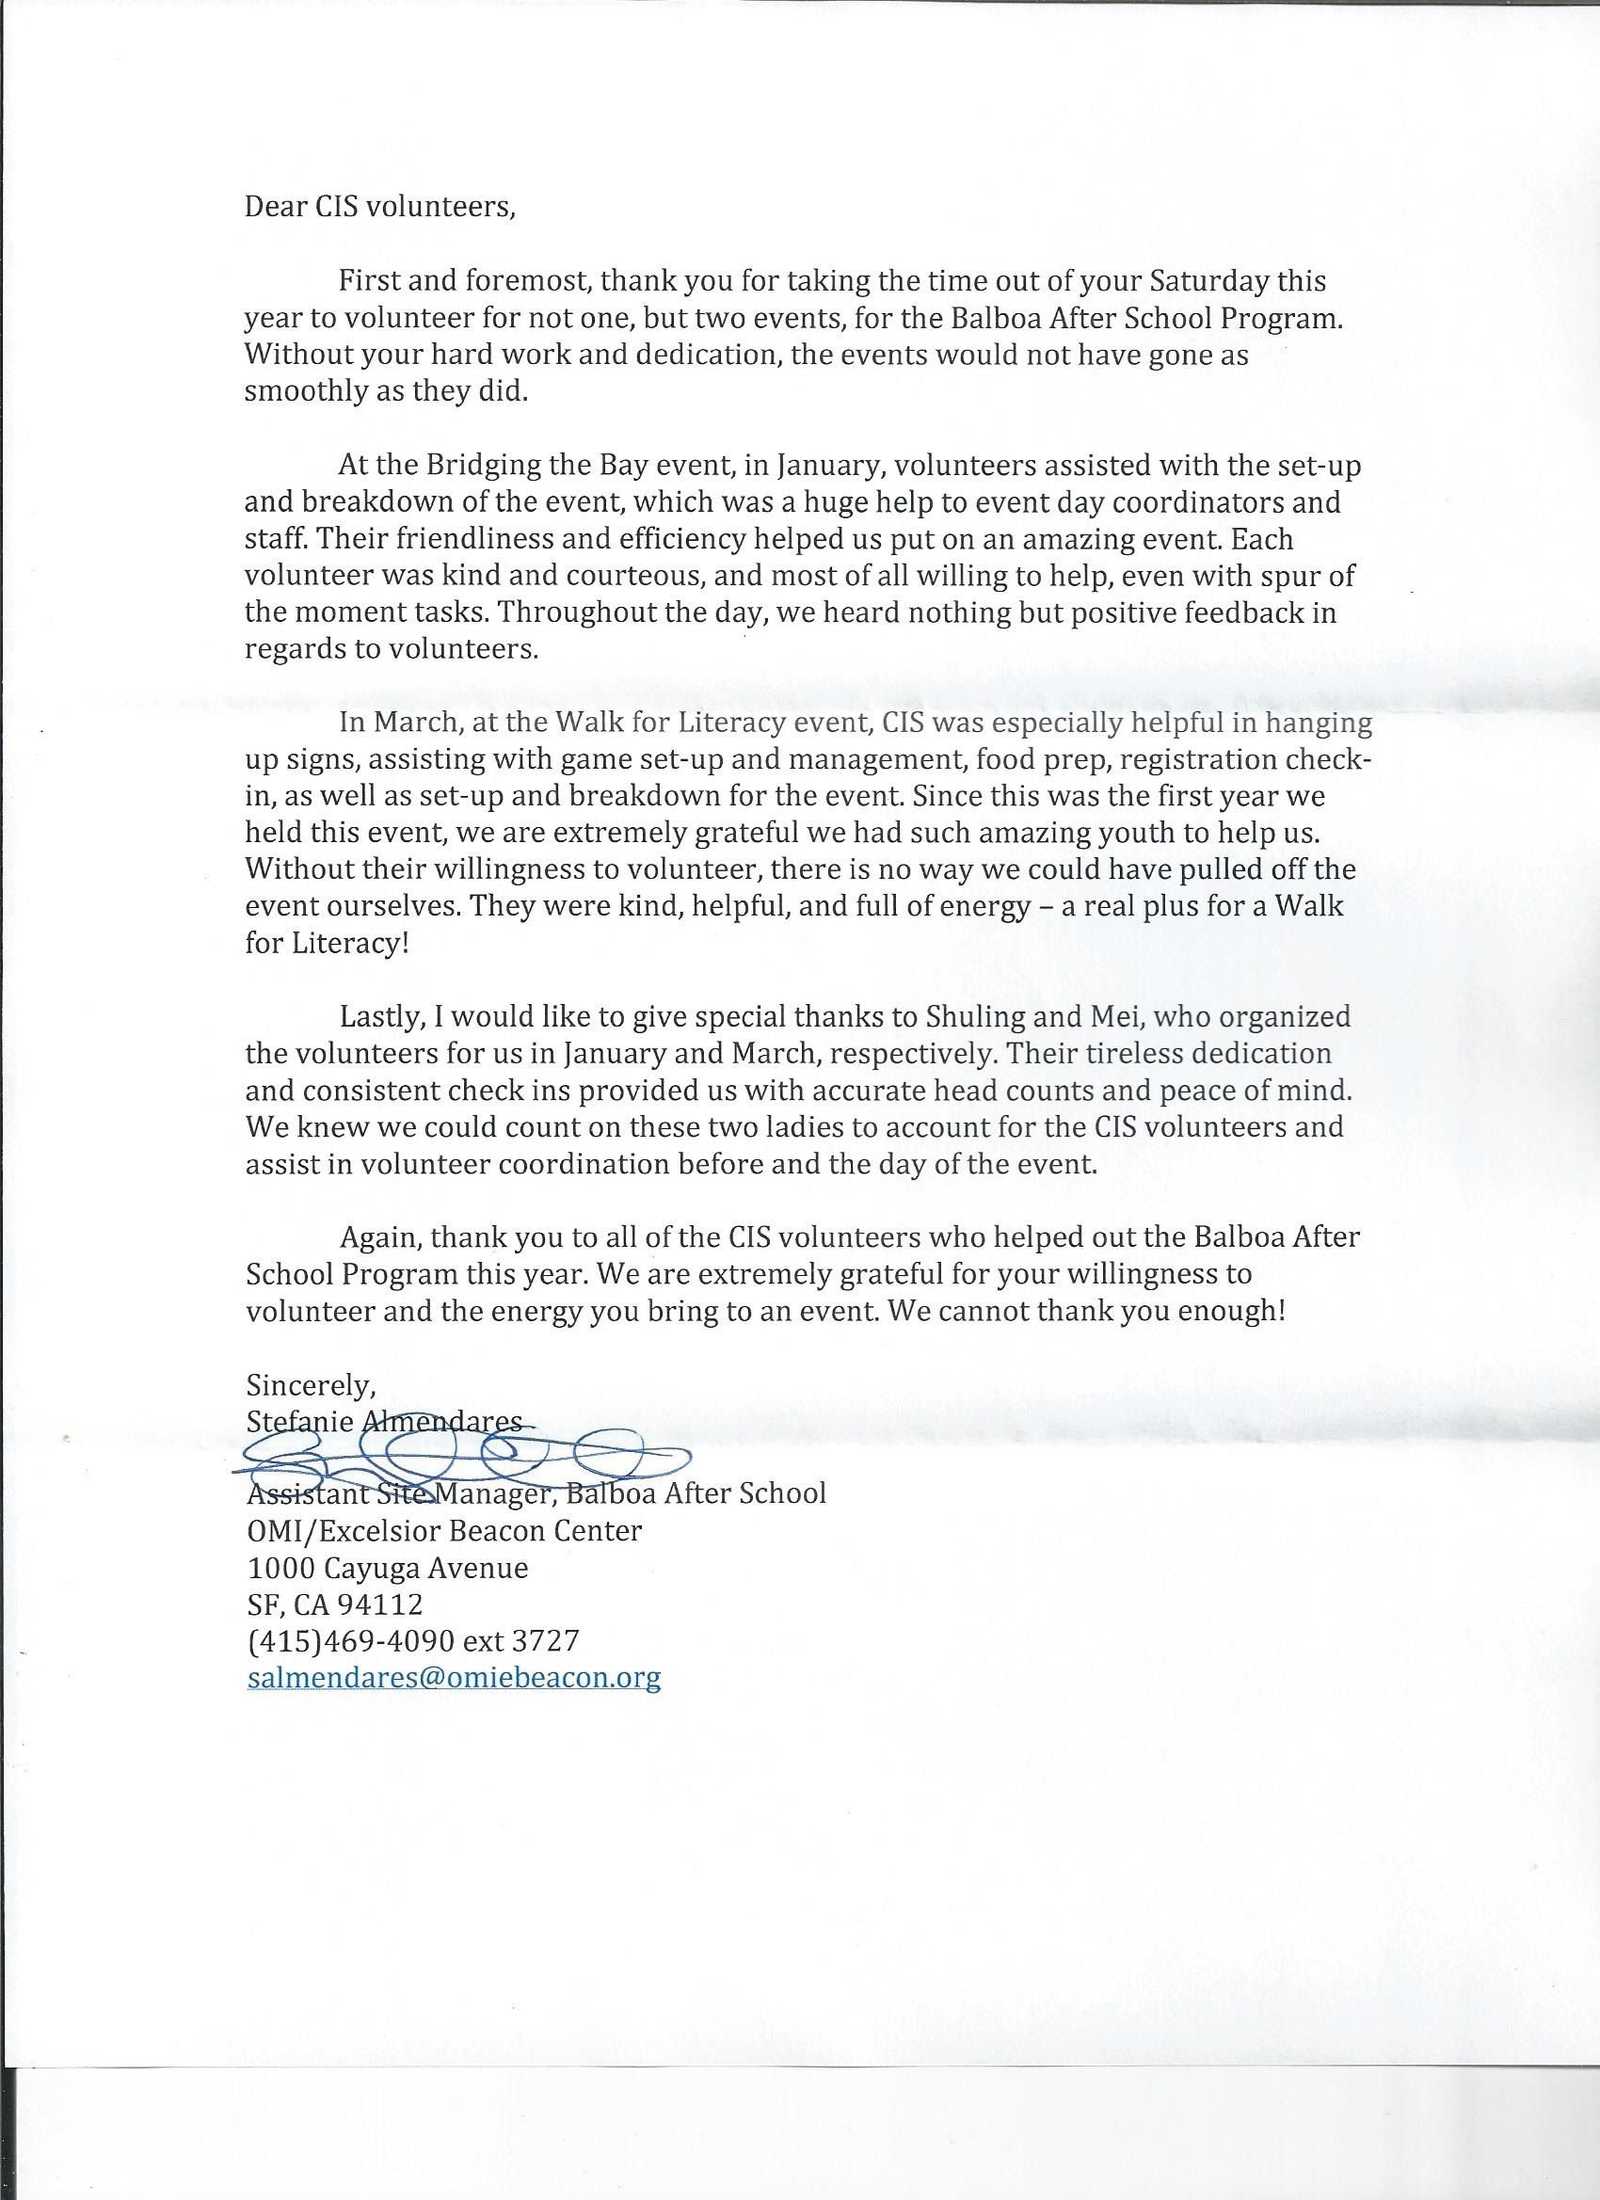 Dear CIS volunteers,
First and foremost, thank you for taking the time out of your Saturday this
year to volunteer for not one, but two events, for the Balboa After School Program.
Without your hard work and dedication, the events would not have gone as
smoothly as they did.
At the Bridging the Bay event, in January, volunteers assisted with the set-up
and breakdown of the event, which was a huge help to event day coordinators and
staff. Their friendliness and efficiency helped us put on an amazing event. Each
volunteer was kind and courteous, and most of all willing to help, even with spur of
the moment tasks. Throughout the day, we heard nothing but positive feedback in
regards to volunteers.
In March, at the Walk for Literacy event, CIS was especially helpful in hanging
up signs, assisting with game set-up and management, food prep, registration check-
in, as well as set-up and breakdown for the event. Since this was the first year we
held this event, we are extremely grateful we had such amazing youth to help us.
Without their willingness to volunteer, there is no way we could have pulled off the
event ourselves. They were kind, helpful, and full of energy – a real plus for a Walk
for Literacy!
Lastly, I would like to give special thanks to Shuling and Mei, who organized
the volunteers for us in January and March, respectively. Their tireless dedication
and consistent check ins provided us with accurate head counts and peace of mind.
We knew we could count on these two ladies to account for the CIS volunteers and
assist in volunteer coordination before and the day of the event.
Again, thank you to all of the CIS volunteers who helped out the Balboa After
School Program this year. We are extremely grateful for your willingness to
volunteer and the energy you bring to an event. We cannot thank you enough!
Sincerely,
Stefanie Almendares
Assistant Site Manager, Balboa After School
OMI/Excelsior Beacon Center
1000 Cayuga Avenue
SF, CA 94112
(415)469-4090 ext 3727
salmendares@omiebeacon.org